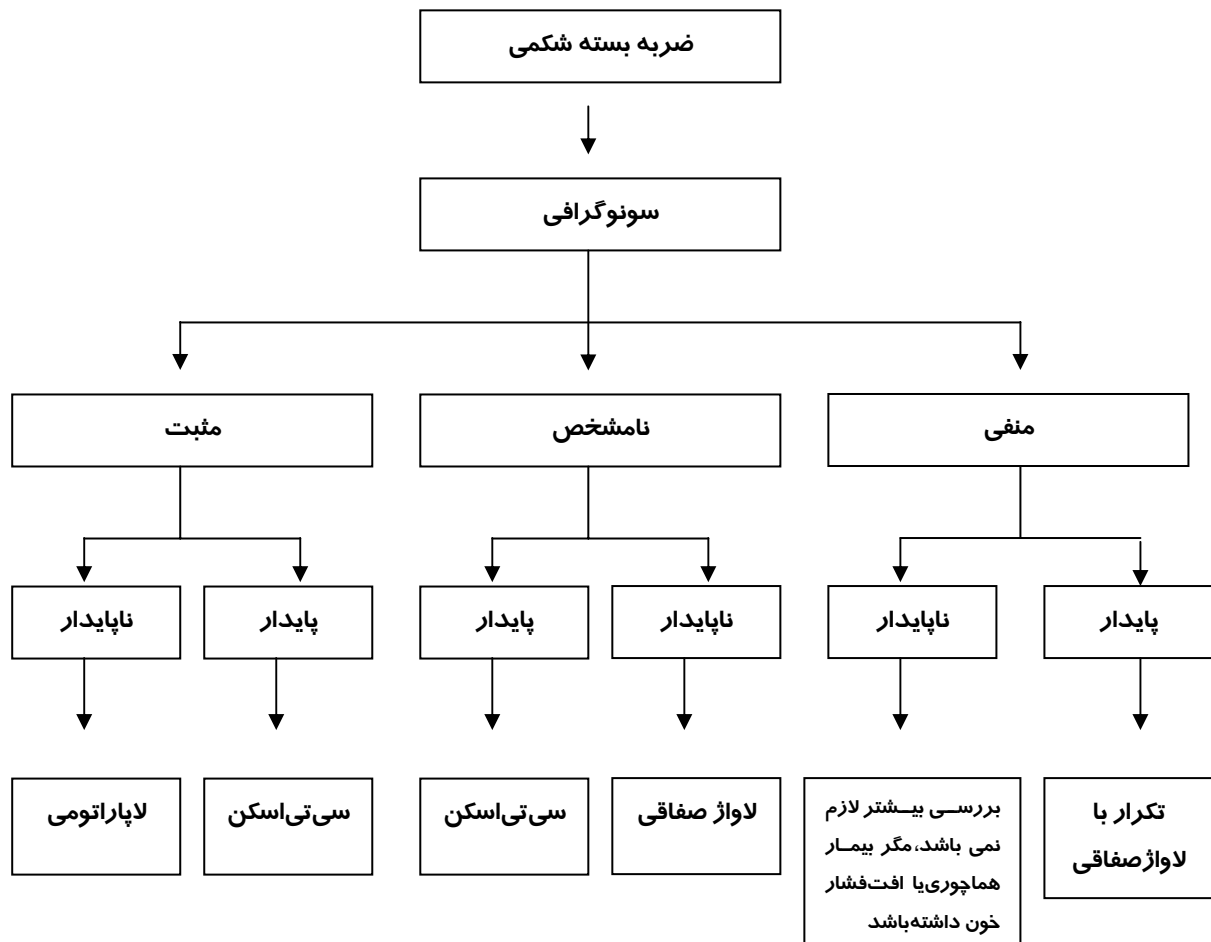 ضربه بسته شکمی
سونوگرافی
منفی
نامشخص
مثبت
پایدار
ناپایدار
ناپایدار
پایدار
پایدار
ناپایدار
تکرار با
لاواژصفاقی
بررسی بیشتر لازم
نمی باشد،مگر بیمار
هماچوری‌یا افت‌فشار
خون داشته‌باشد
لاواژ صفاقی
سی‌تی‌اسکن
سی‌تی‌اسکن
لاپاراتومی